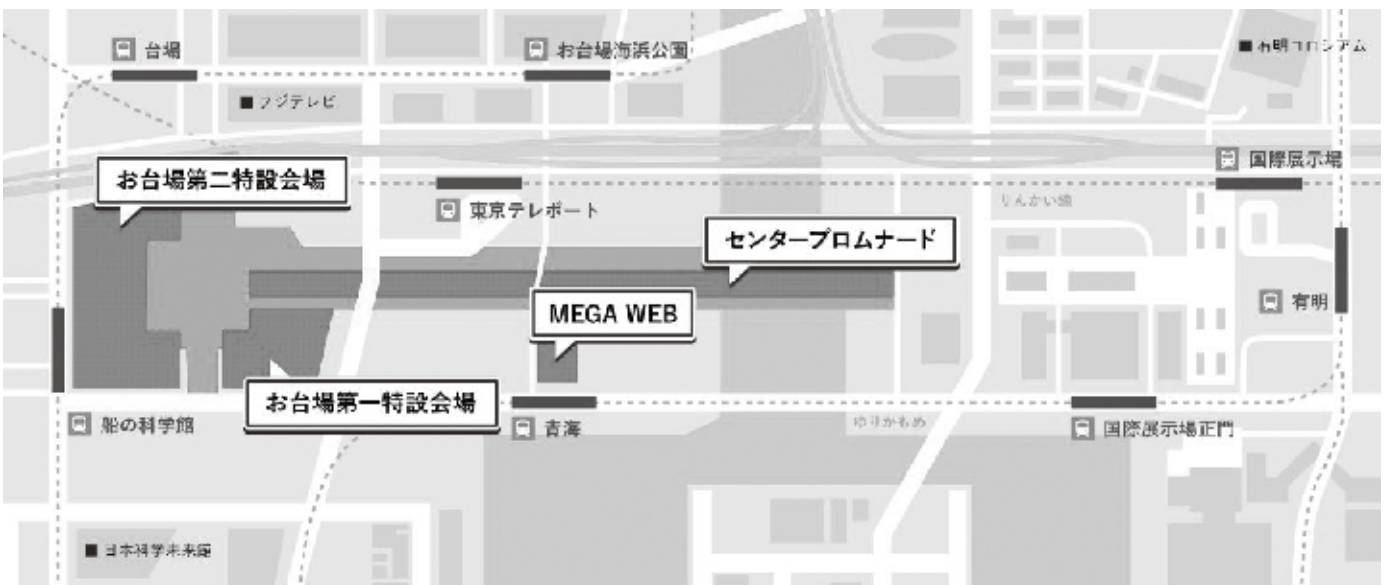 台場
お台場海浜公園
■ 有明コロシアム
■ フジテレビ
お台場第二特設会場
国際展示場
東京テレポート
りんかい線
センタープロムナード
MEGA WEB
有明
お台場第一特設会場
船の科学館
青海
ゆりかもめ
国際展示場正門
■ 日本科学未来館